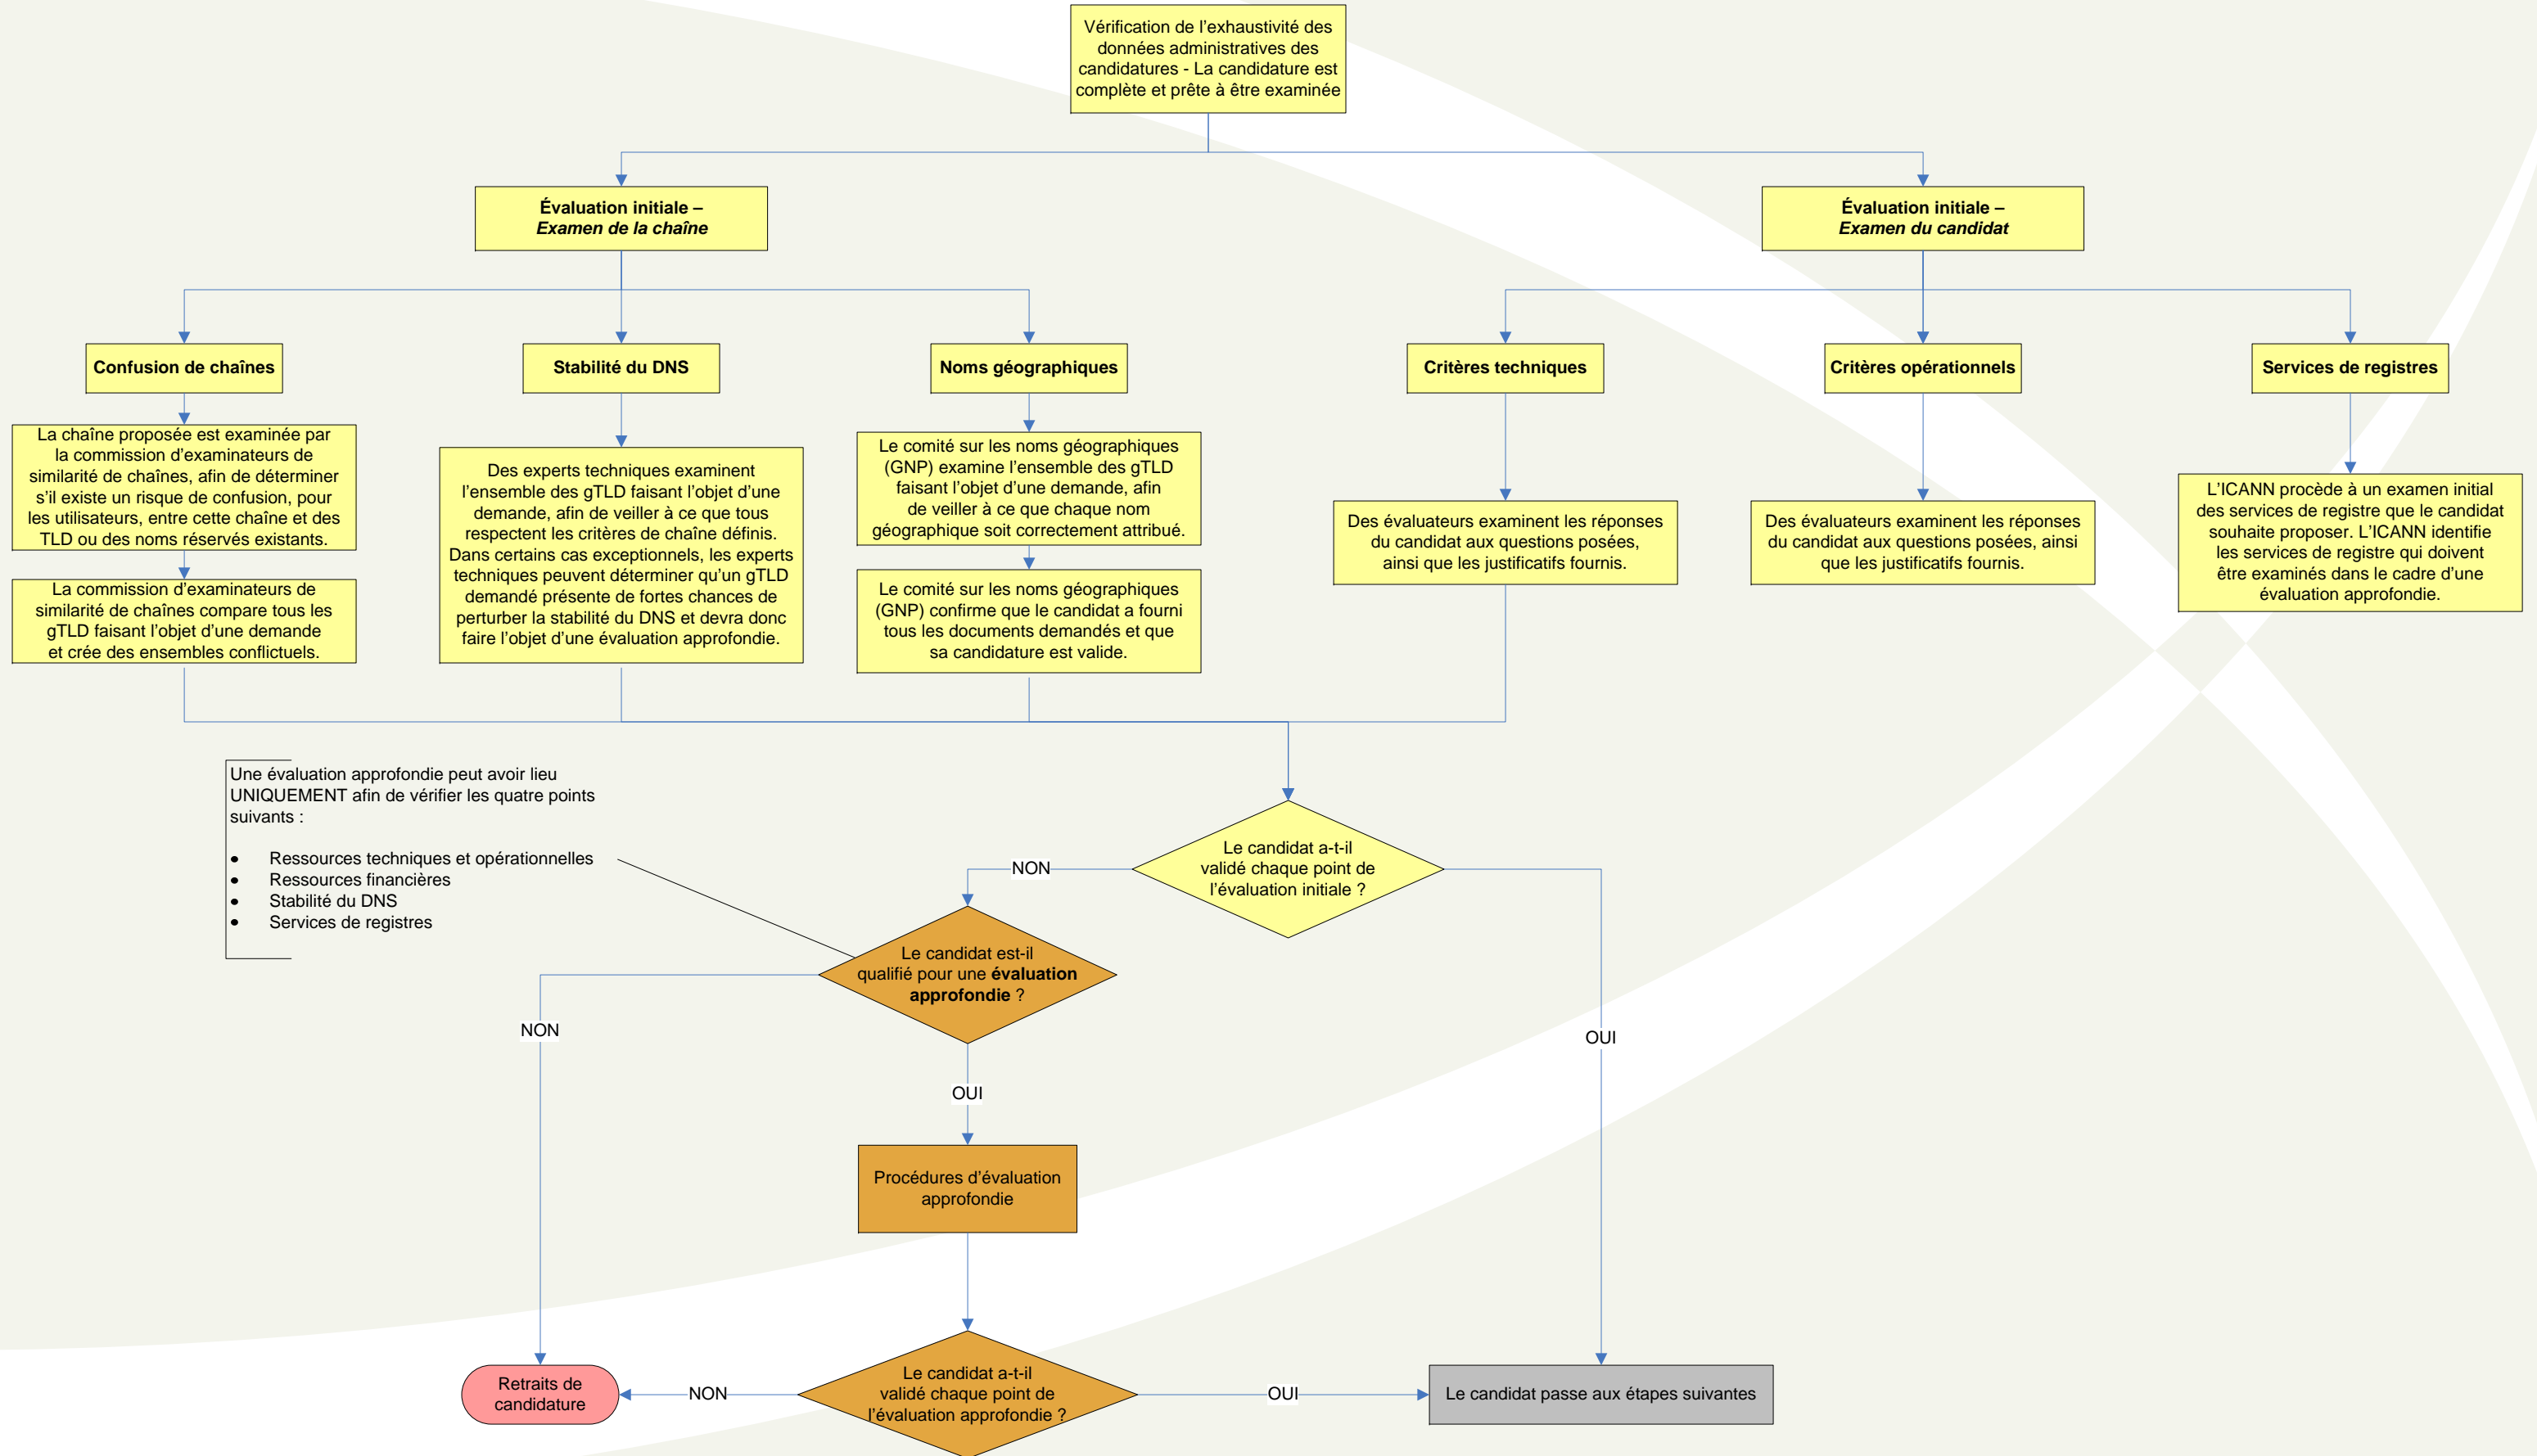 Vérification de l’exhaustivité des
données administratives des
candidatures - La candidature est
complète et prête à être examinée
Évaluation initiale –
Examen de la chaîne
Évaluation initiale –
Examen du candidat
Confusion de chaînes
Stabilité du DNS
Noms géographiques
Critères techniques
Critères opérationnels
Services de registres
La chaîne proposée est examinée par
la commission d’examinateurs de
similarité de chaînes, afin de déterminer
s’il existe un risque de confusion, pour
les utilisateurs, entre cette chaîne et des
TLD ou des noms réservés existants.
La commission d’examinateurs de
similarité de chaînes compare tous les
gTLD faisant l’objet d’une demande
et crée des ensembles conflictuels.
Des experts techniques examinent
l’ensemble des gTLD faisant l’objet d’une
demande, afin de veiller à ce que tous
respectent les critères de chaîne définis.
Dans certains cas exceptionnels, les experts
techniques peuvent déterminer qu’un gTLD
demandé présente de fortes chances de
perturber la stabilité du DNS et devra donc
faire l’objet d’une évaluation approfondie.
Le comité sur les noms géographiques
(GNP) examine l’ensemble des gTLD
faisant l’objet d’une demande, afin
de veiller à ce que chaque nom
géographique soit correctement attribué.
Le comité sur les noms géographiques
(GNP) confirme que le candidat a fourni
tous les documents demandés et que
sa candidature est valide.
Des évaluateurs examinent les réponses
du candidat aux questions posées,
ainsi que les justificatifs fournis.
Des évaluateurs examinent les réponses
du candidat aux questions posées, ainsi
que les justificatifs fournis.
L’ICANN procède à un examen initial
des services de registre que le candidat
souhaite proposer. L’ICANN identifie
les services de registre qui doivent
être examinés dans le cadre d’une
évaluation approfondie.
Une évaluation approfondie peut avoir lieu
UNIQUEMENT afin de vérifier les quatre points
suivants :
• Ressources techniques et opérationnelles
• Ressources financières
• Stabilité du DNS
• Services de registres
Le candidat a-t-il
validé chaque point de
l’évaluation initiale ?
NON
Le candidat est-il
qualifié pour une évaluation
approfondie ?
NON
OUI
OUI
Procédures d’évaluation
approfondie
Le candidat a-t-il
validé chaque point de
l’évaluation approfondie ?
NON
OUI
Retraits de
candidature
Le candidat passe aux étapes suivantes